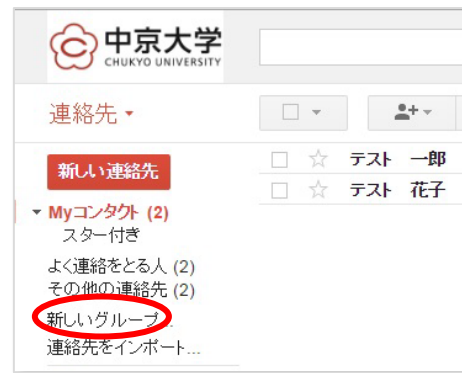 中京大学
CHUKYO UNIVERSITY
連絡先
新しい連絡先
テスト 一郎
テスト 花子
Myコンタクト (2)
スター付き
よく連絡をとる人 (2)
その他の連絡先 (2)
新しいグループ...
連絡先をインポート...